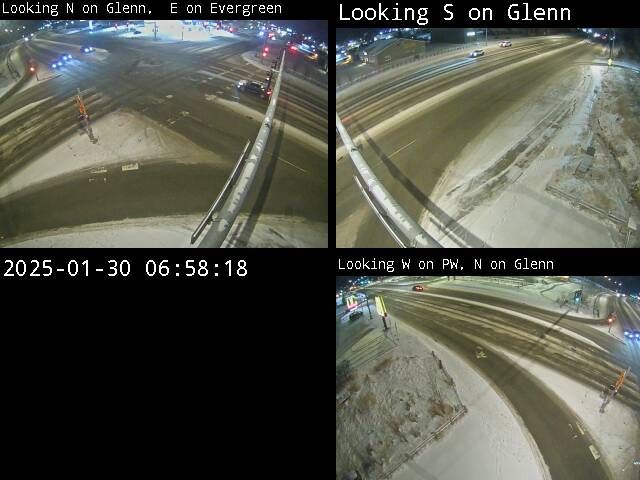 Looking N on Glenn, E on Evergreen
Looking S on Glenn
2025-01-30 06:58:18
Looking W on PW, N on Glenn